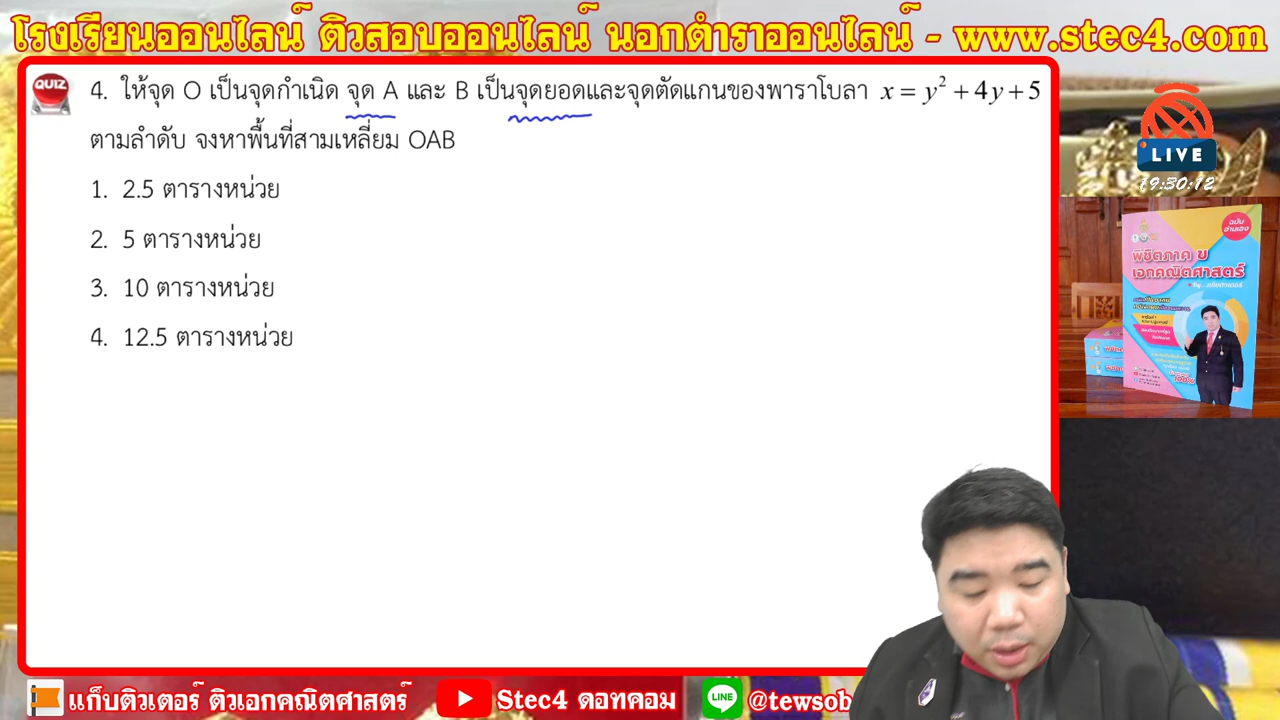 โรงเรียนออนไลน์ ติวสอบออนไลน์ นอกตำราออนไลน์ - www.stec4.com
QUIZ
4. ให้จุด O เป็นจุดกำเนิด จุด A และ B เป็นจุดยอดและจุดตัดแกนของพาราโบลา x = y² + 4y + 5
ตามลำดับ จงหาพื้นที่สามเหลี่ยม OAB
1. 2.5 ตารางหน่วย
2. 5 ตารางหน่วย
3. 10 ตารางหน่วย
4. 12.5 ตารางหน่วย
LIVE
19:30:12
ฉบับ
อ่านเอง
พิชิตภาค ข
เอกคณิตศาสตร์
แก็บติวเตอร์ ติวเอกคณิตศาสตร์
Stec4 ดอทคอม
LINE
@tewsob